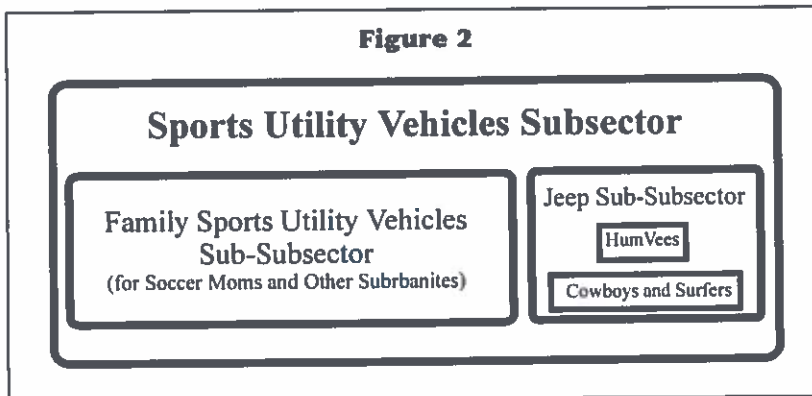 Figure 2
Sports Utility Vehicles Subsector
Family Sports Utility Vehicles
Sub-Subsector
(for Soccer Moms and Other Subrbanites)
Jeep Sub-Subsector
HumVees
Cowboys and Surfers